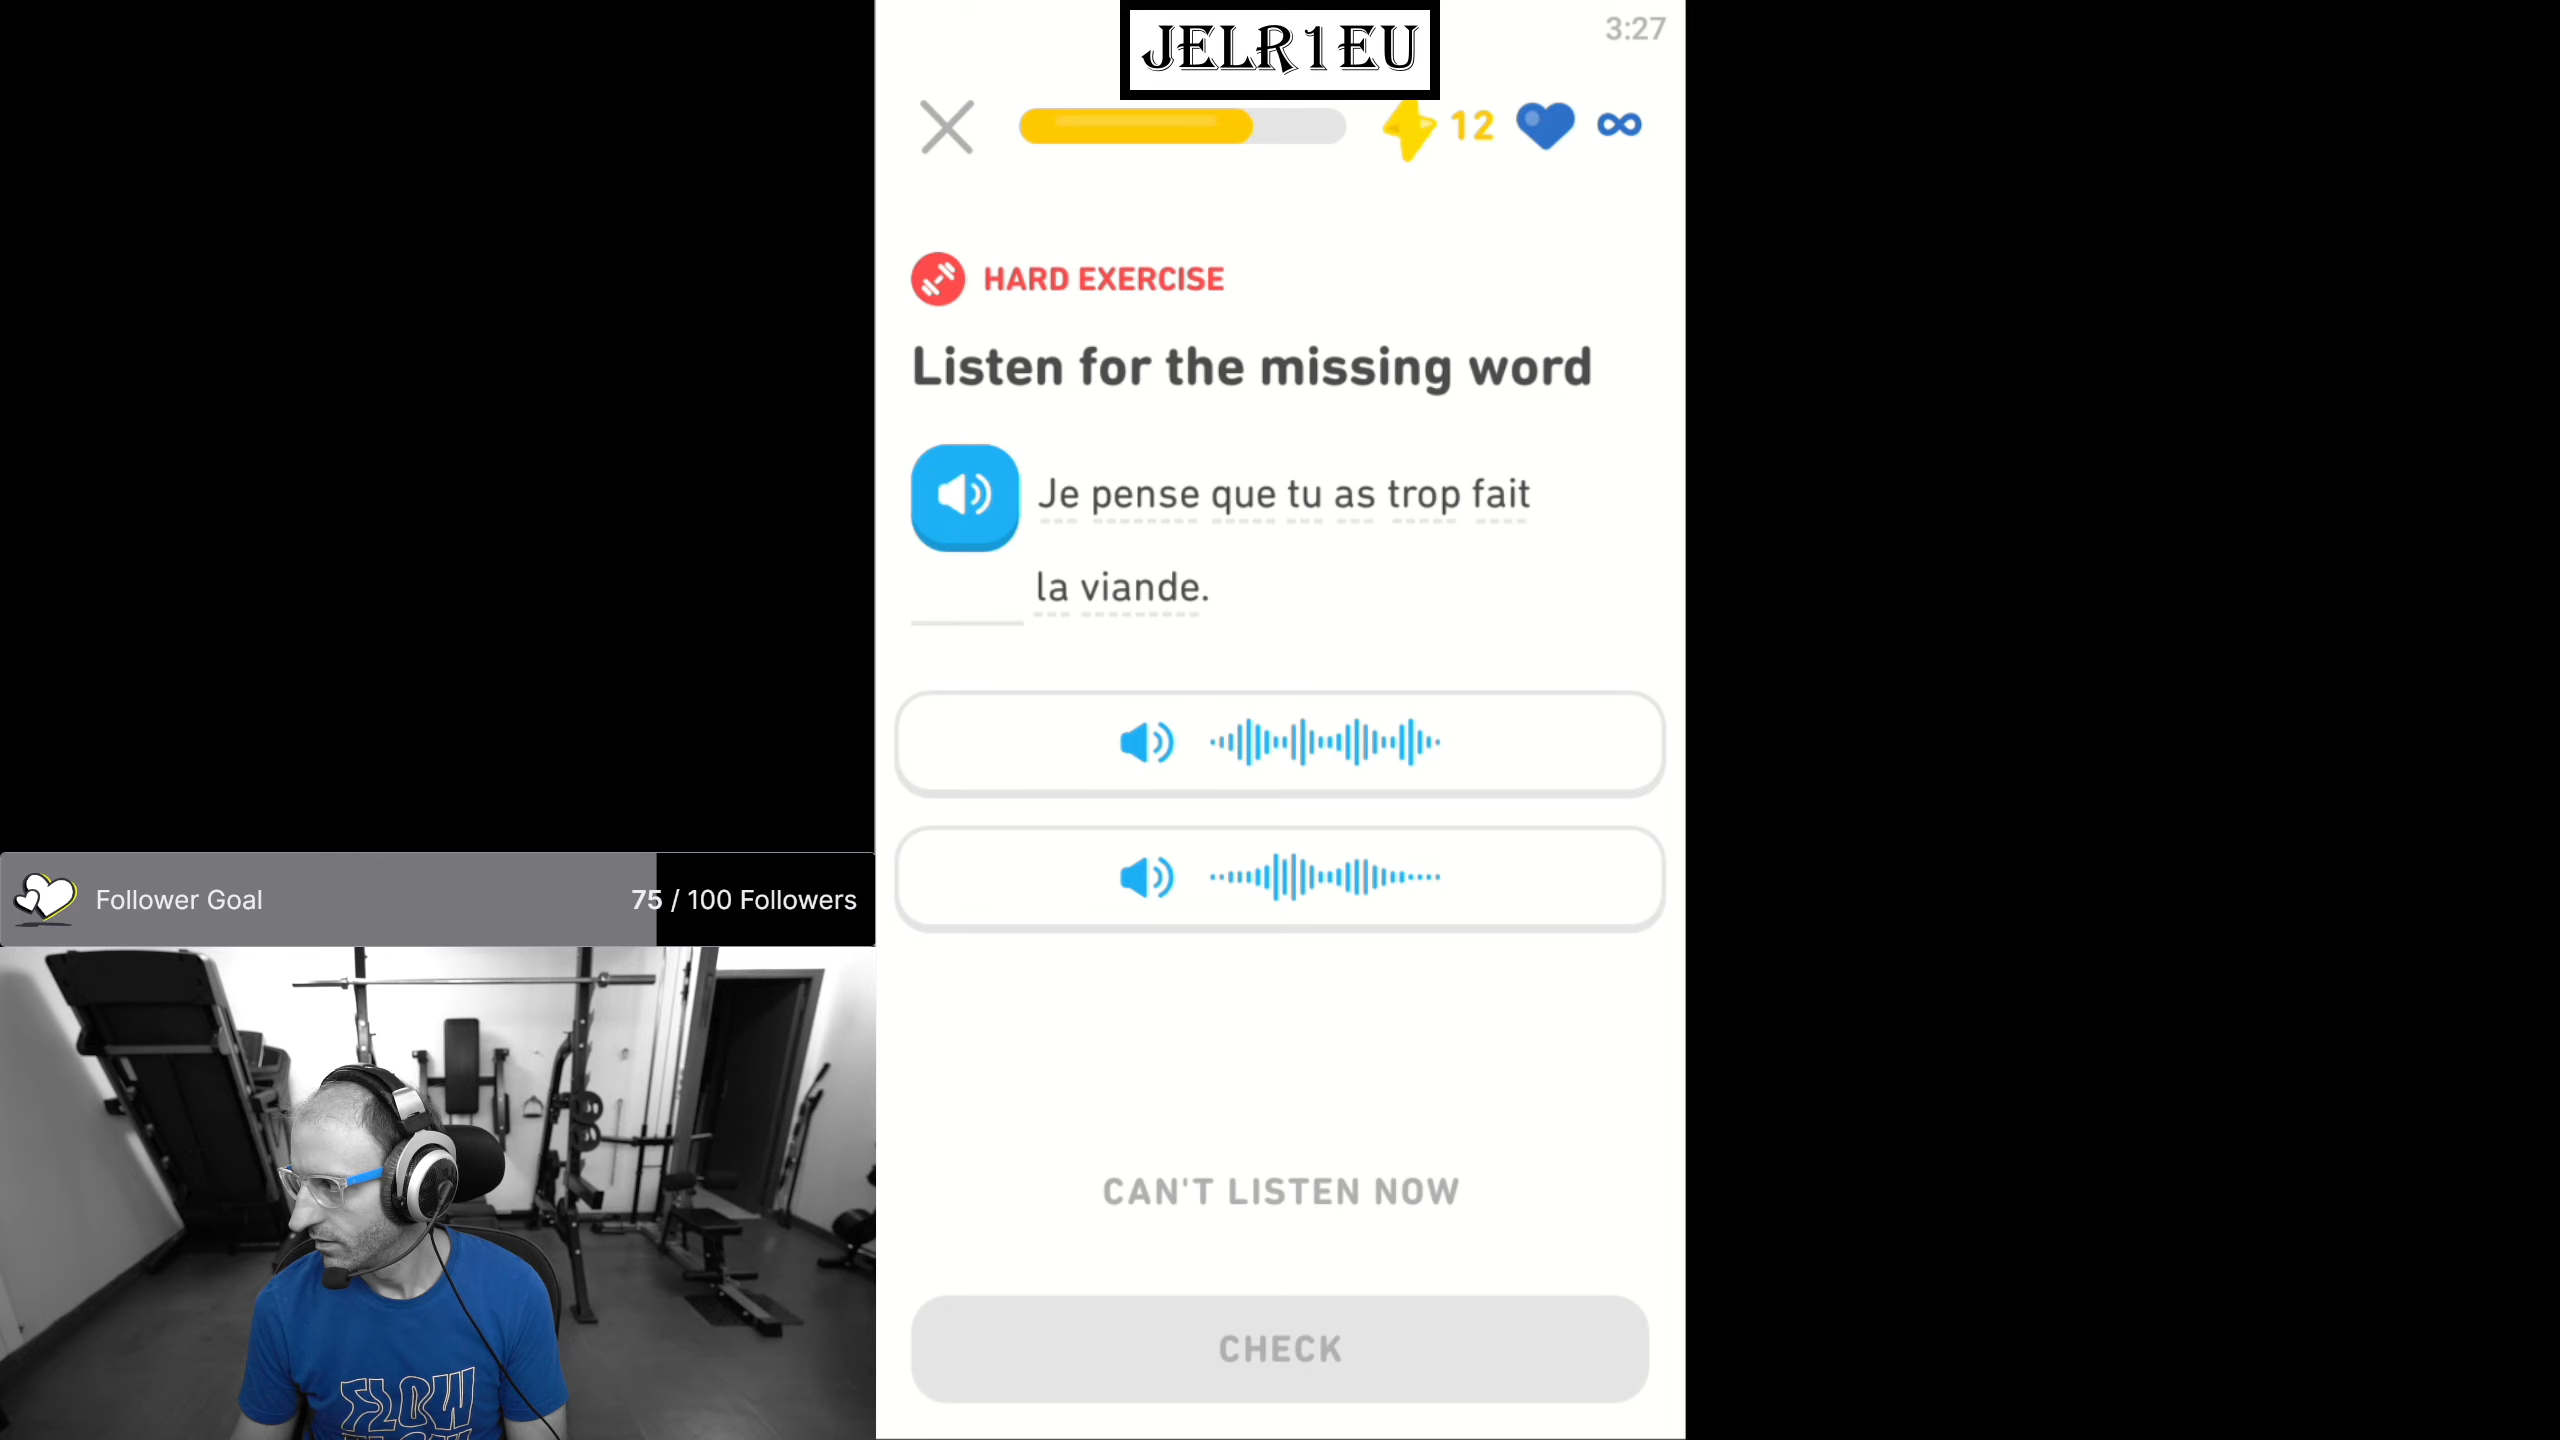 JELR1EU
3:27
12
HARD EXERCISE
Listen for the missing word
Je pense que tu as trop fait
la viande.
CAN'T LISTEN NOW
CHECK
Follower Goal
75 / 100 Followers
FLOW